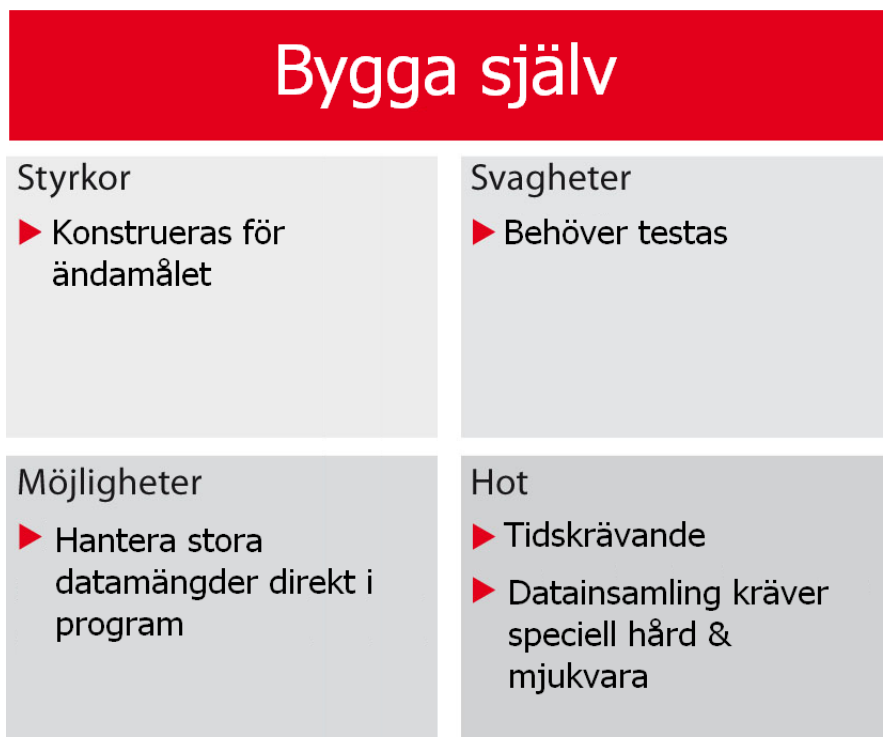 Bygga själv
Styrkor
Konstrueras för
ändamålet
Svagheter
Behöver testas
Möjligheter
Hantera stora
datamängder direkt i
program
Hot
Tidskrävande
Datainsamling kräver
speciell hård &
mjukvara